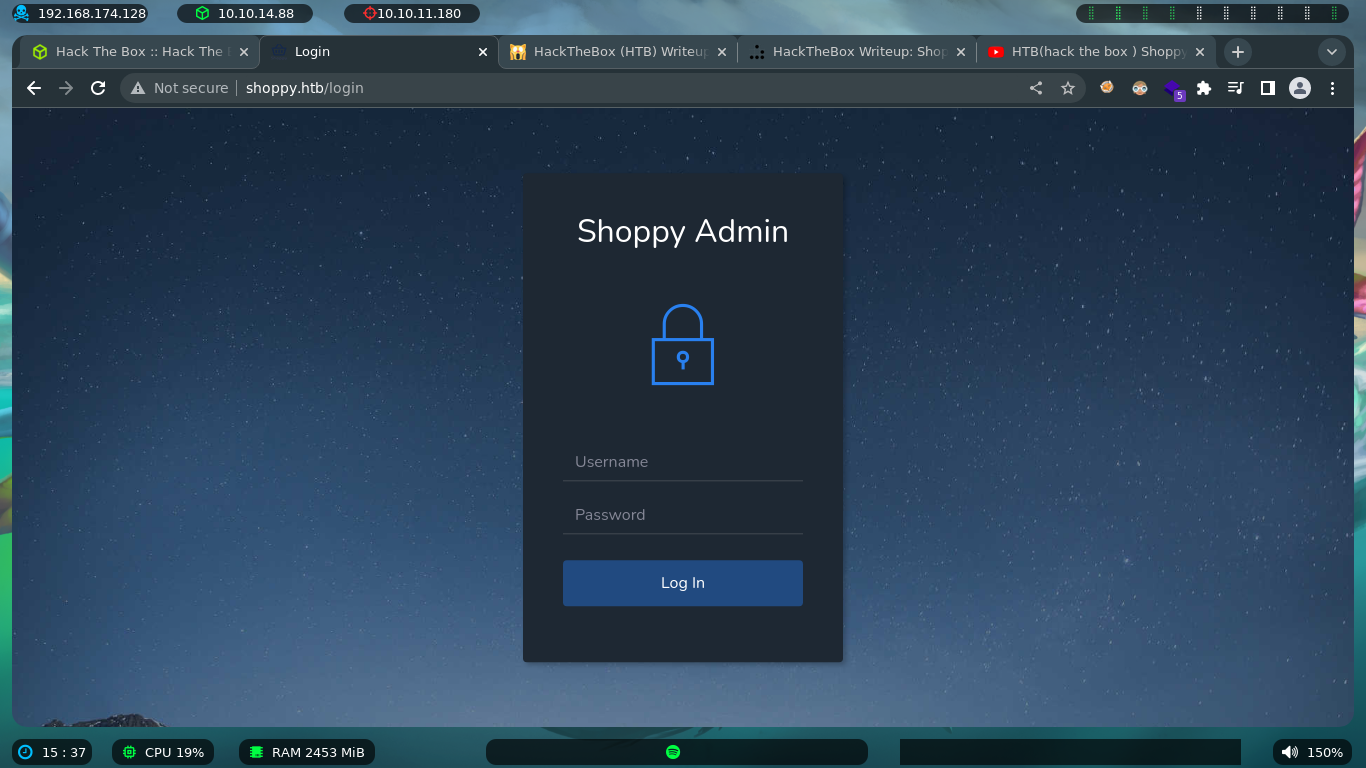 192.168.174.128
10.10.14.88
10.10.11.180
Hack The Box :: Hack The
Login
HackTheBox (HTB) Writeup
HackTheBox Writeup: Shop
HTB(hack the box ) Shoppy
Not secure
shoppy.htb/login
5
Shoppy Admin
Username
Password
Log In
15 : 37
CPU 19%
RAM 2453 MiB
150%